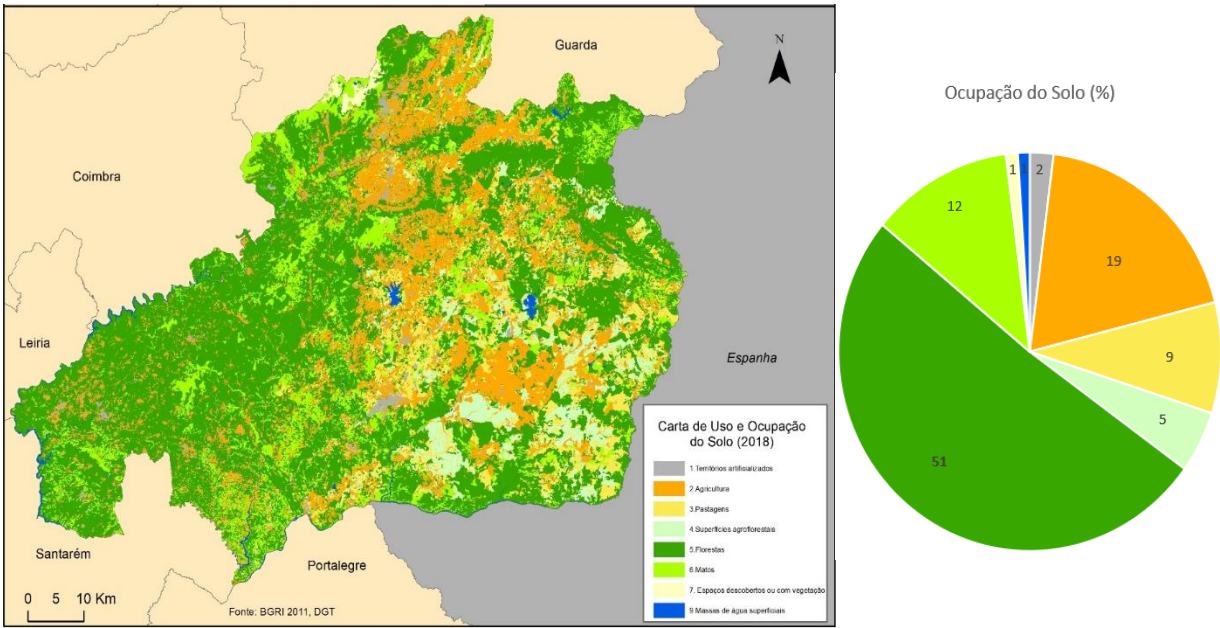 N
Guarda
Coimbra
Leiria
Espanha
Santarém
Portalegre
0 5 10 Km
Fonte: BGRI 2011, DGT
Carta de Uso e Ocupação
do Solo (2018)
1.Territórios artificializados
2.Agricultura
3.Pastagens
4.Superfícies agroflorestais
5.Florestas
6.Matos
7. Espaços descobertos ou com vegetação
9.Massas de água superficiais
Ocupação do Solo (%)
1
1
2
12
19
9
5
51